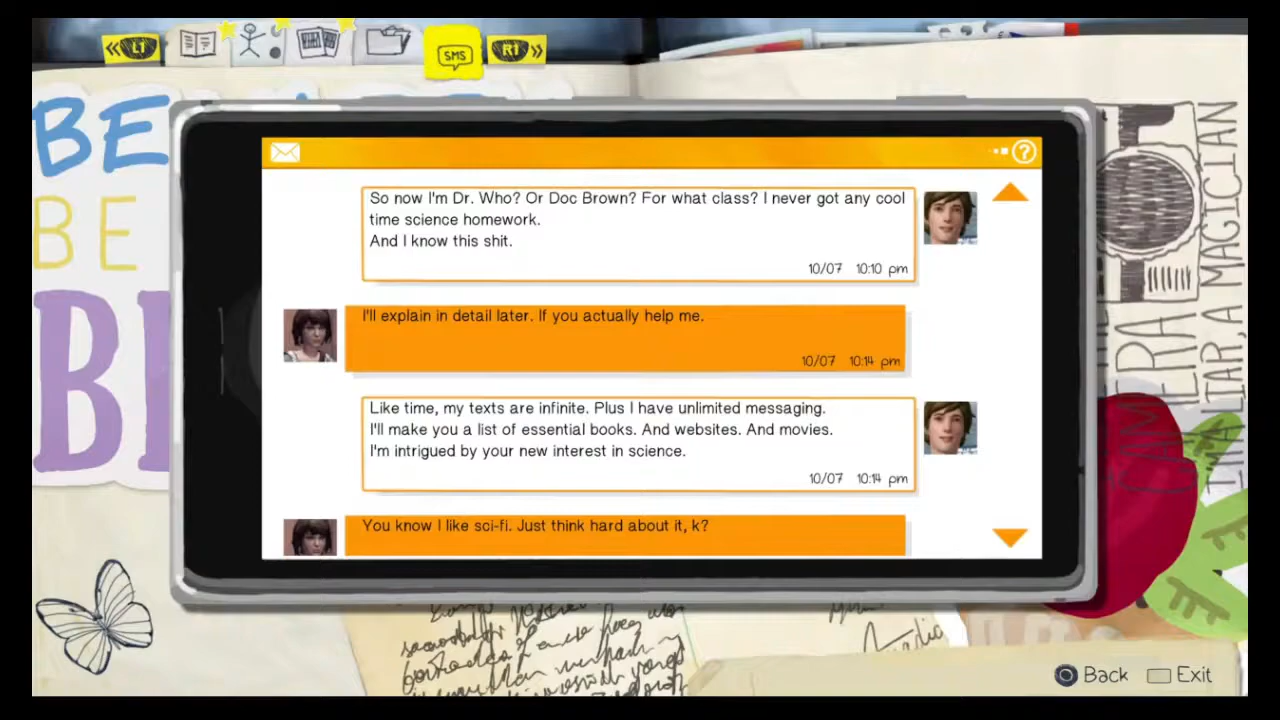 LT
SMS
R1
BE
BE
So now I'm Dr. Who? Or Doc Brown? For what class? I never got any cool
time science homework.
And I know this shit.
10/07 10:10 pm
I'll explain in detail later. If you actually help me.
10/07 10:14 pm
Like time, my texts are infinite. Plus I have unlimited messaging.
I'll make you a list of essential books. And websites. And movies.
I'm intrigued by your new interest in science.
10/07 10:14 pm
You know I like sci-fi. Just think hard about it, k?
LIAR, A MAGICIAN
Back
Exit